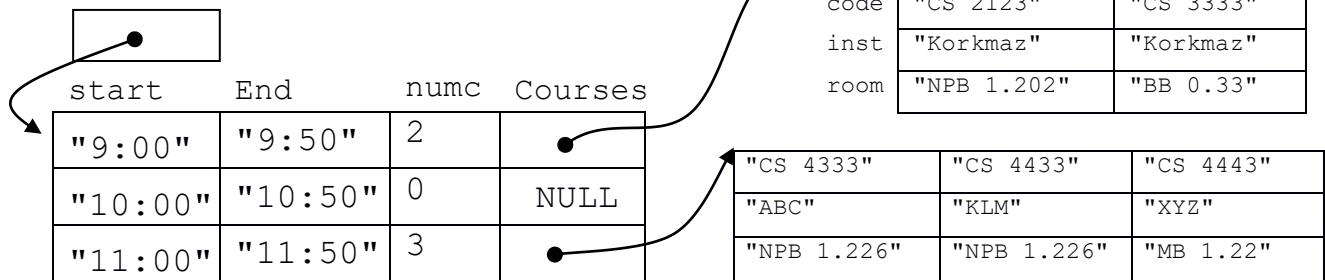 code "CS 2123" "CS 3333"
inst "Korkmaz" "Korkmaz"
room "NPB 1.202" "BB 0.33"
start End numc Courses
"9:00" "9:50" 2
"10:00" "10:50" 0 NULL
"11:00" "11:50" 3
"CS 4333" "CS 4433" "CS 4443"
"ABC" "KLM" "XYZ"
"NPB 1.226" "NPB 1.226" "MB 1.22"